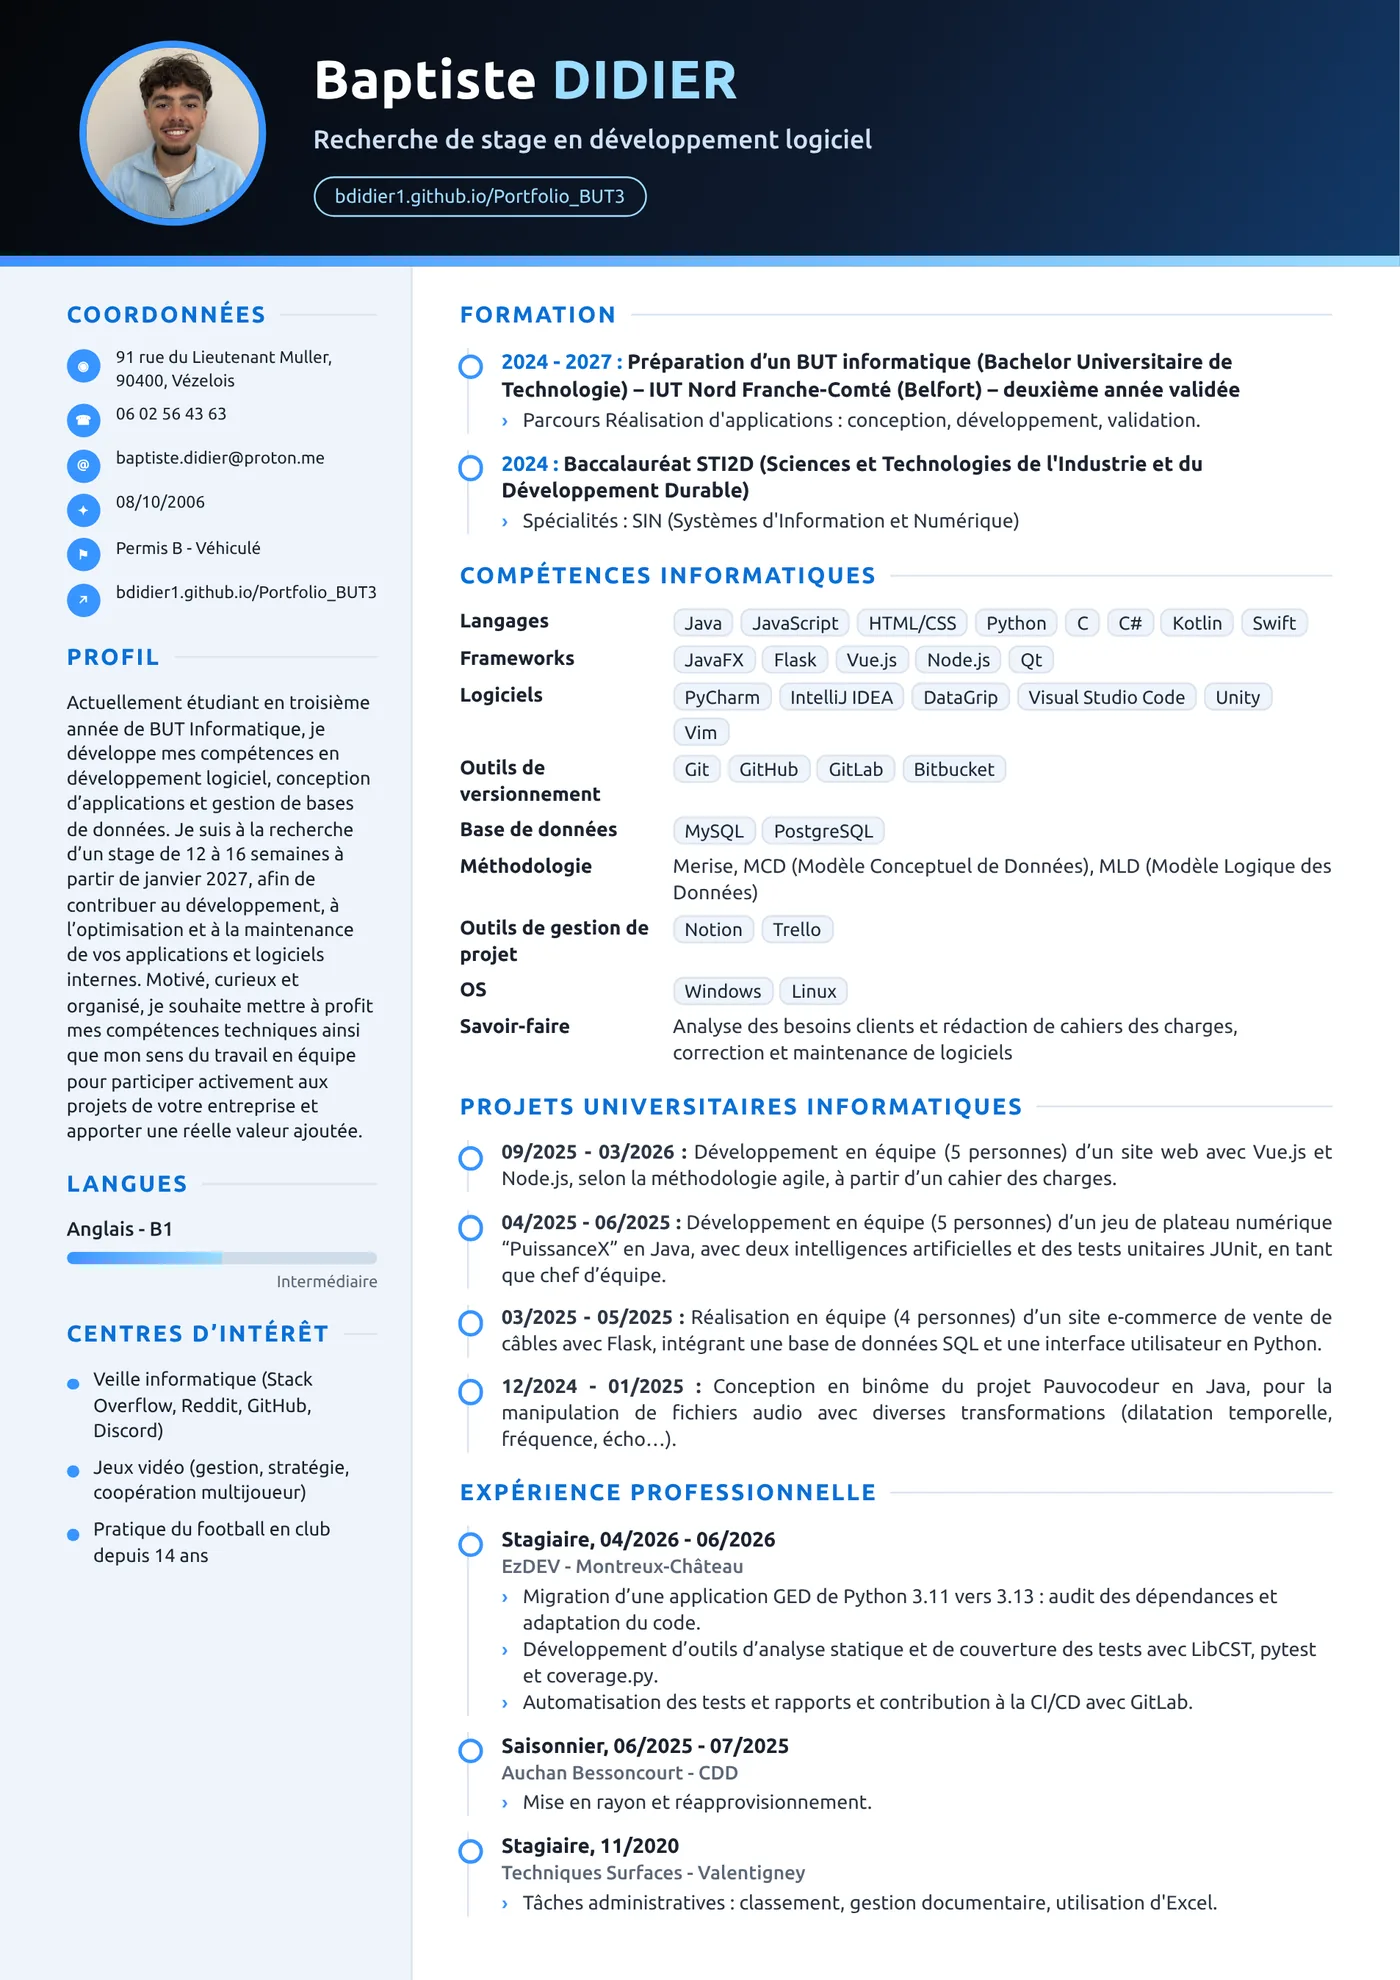 Baptiste DIDIER
Recherche de stage en développement logiciel
bdidier1.github.io/Portfolio_BUT3
COORDONNÉES
91 rue du Lieutenant Muller,
90400, Vézelois
06 02 56 43 63
@
baptiste.didier@proton.me
08/10/2006
Permis B - Véhiculé
bdidier1.github.io/Portfolio_BUT3
PROFIL
Actuellement étudiant en troisième
année de BUT Informatique, je
développe mes compétences en
développement logiciel, conception
d’applications et gestion de bases
de données. Je suis à la recherche
d’un stage de 12 à 16 semaines à
partir de janvier 2027, afin de
contribuer au développement, à
l’optimisation et à la maintenance
de vos applications et logiciels
internes. Motivé, curieux et
organisé, je souhaite mettre à profit
mes compétences techniques ainsi
que mon sens du travail en équipe
pour participer activement aux
projets de votre entreprise et
apporter une réelle valeur ajoutée.
LANGUES
Anglais - B1
Intermédiaire
CENTRES D’INTÉRÊT
Veille informatique (Stack
Overflow, Reddit, GitHub,
Discord)
Jeux vidéo (gestion, stratégie,
coopération multijoueur)
Pratique du football en club
depuis 14 ans
FORMATION
2024 - 2027 : Préparation d’un BUT informatique (Bachelor Universitaire de
Technologie) – IUT Nord Franche-Comté (Belfort) – deuxième année validée
› Parcours Réalisation d'applications : conception, développement, validation.
2024 : Baccalauréat STI2D (Sciences et Technologies de l'Industrie et du
Développement Durable)
› Spécialités : SIN (Systèmes d'Information et Numérique)
COMPÉTENCES INFORMATIQUES
Langages Java JavaScript HTML/CSS Python C C# Kotlin Swift
Frameworks JavaFX Flask Vue.js Node.js Qt
Logiciels PyCharm IntelliJ IDEA DataGrip Visual Studio Code Unity
Vim
Outils de Git GitHub GitLab Bitbucket
versionnement
Base de données MySQL PostgreSQL
Méthodologie Merise, MCD (Modèle Conceptuel de Données), MLD (Modèle Logique des
Données)
Outils de gestion de Notion Trello
projet
OS Windows Linux
Savoir-faire Analyse des besoins clients et rédaction de cahiers des charges,
correction et maintenance de logiciels
PROJETS UNIVERSITAIRES INFORMATIQUES
09/2025 - 03/2026 : Développement en équipe (5 personnes) d’un site web avec Vue.js et
Node.js, selon la méthodologie agile, à partir d’un cahier des charges.
04/2025 - 06/2025 : Développement en équipe (5 personnes) d’un jeu de plateau numérique
“PuissanceX” en Java, avec deux intelligences artificielles et des tests unitaires JUnit, en tant
que chef d’équipe.
03/2025 - 05/2025 : Réalisation en équipe (4 personnes) d’un site e-commerce de vente de
câbles avec Flask, intégrant une base de données SQL et une interface utilisateur en Python.
12/2024 - 01/2025 : Conception en binôme du projet Pauvocodeur en Java, pour la
manipulation de fichiers audio avec diverses transformations (dilatation temporelle,
fréquence, écho…).
EXPÉRIENCE PROFESSIONNELLE
Stagiaire, 04/2026 - 06/2026
EzDEV - Montreux-Château
› Migration d’une application GED de Python 3.11 vers 3.13 : audit des dépendances et
adaptation du code.
› Développement d’outils d’analyse statique et de couverture des tests avec LibCST, pytest
et coverage.py.
› Automatisation des tests et rapports et contribution à la CI/CD avec GitLab.
Saisonnier, 06/2025 - 07/2025
Auchan Bessoncourt - CDD
› Mise en rayon et réapprovisionnement.
Stagiaire, 11/2020
Techniques Surfaces - Valentigney
› Tâches administratives : classement, gestion documentaire, utilisation d'Excel.